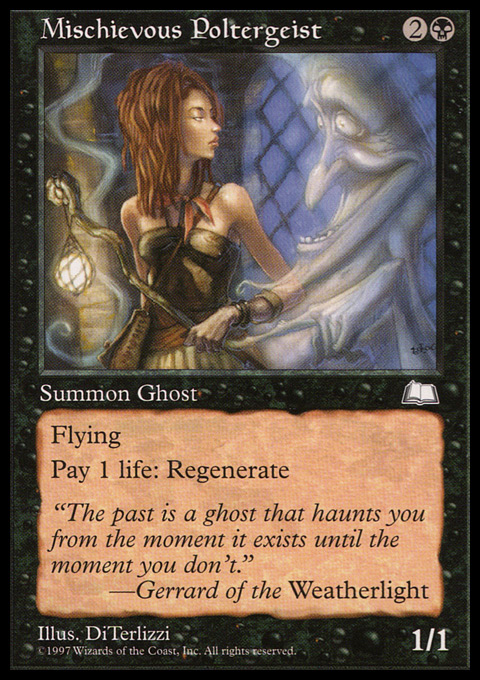 Mischievous Poltergeist 2
Summon Ghost
Flying
Pay 1 life: Regenerate
“The past is a ghost that haunts you
from the moment it exists until the
moment you don’t.”
—Gerrard of the Weatherlight
Illus. DiTerlizzi
©1997 Wizards of the Coast, Inc. All rights reserved.
1/1